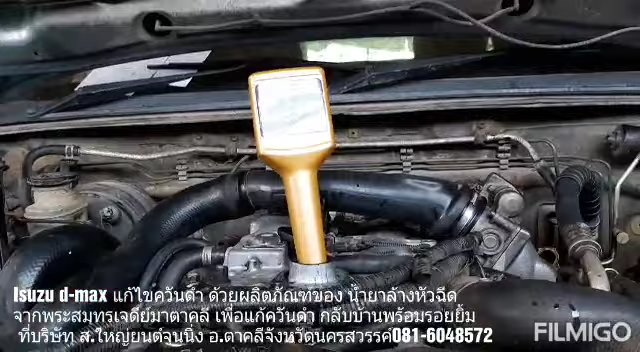 Isuzu d-max แก้ไขควันดำ ด้วยผลิตภัณฑ์ของ น้ำยาล้างหัวฉีด
จากพระสมุทรเจดีย์มาตาคลี เพื่อแก้ควันดำ กลับบ้านพร้อมรอยยิ้ม
ที่บริษัท ส.ใหญ่ยนต์จูนนิ่ง อ.ตาคลีจังหวัดนครสวรรค์081-6048572
FILMIGO